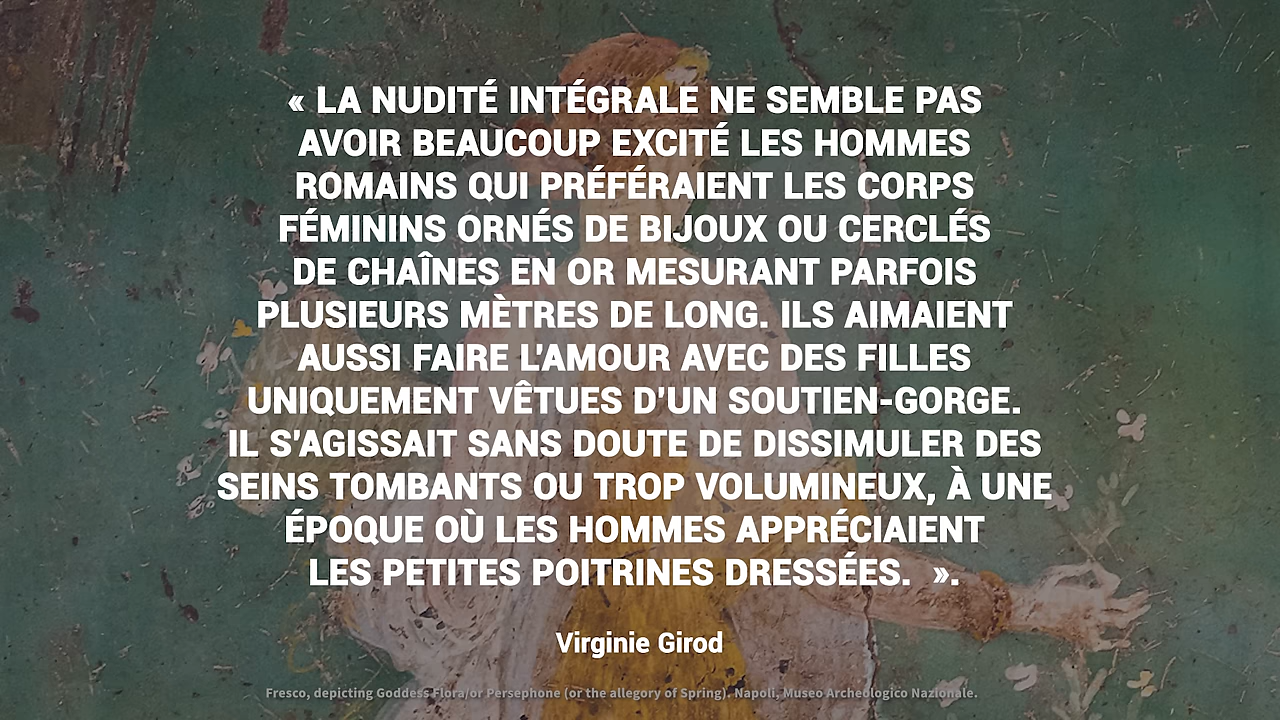 « LA NUDITÉ INTÉGRALE NE SEMBLE PAS
AVOIR BEAUCOUP EXCITÉ LES HOMMES
ROMAINS QUI PRÉFÉRAIENT LES CORPS
FÉMININS ORNÉS DE BIJOUX OU CERCLÉS
DE CHAÎNES EN OR MESURANT PARFOIS
PLUSIEURS MÈTRES DE LONG. ILS AIMAIENT
AUSSI FAIRE L'AMOUR AVEC DES FILLES
UNIQUEMENT VÊTUES D'UN SOUTIEN-GORGE.
IL S'AGISSAIT SANS DOUTE DE DISSIMULER DES
SEINS TOMBANTS OU TROP VOLUMINEUX, À UNE
ÉPOQUE OÙ LES HOMMES APPRÉCIAIENT
LES PETITES POITRINES DRESSÉES.  ».
Virginie Girod
Fresco, depicting Goddess Flora/or Persephone (or the allegory of Spring). Napoli, Museo Archeologico Nazionale.